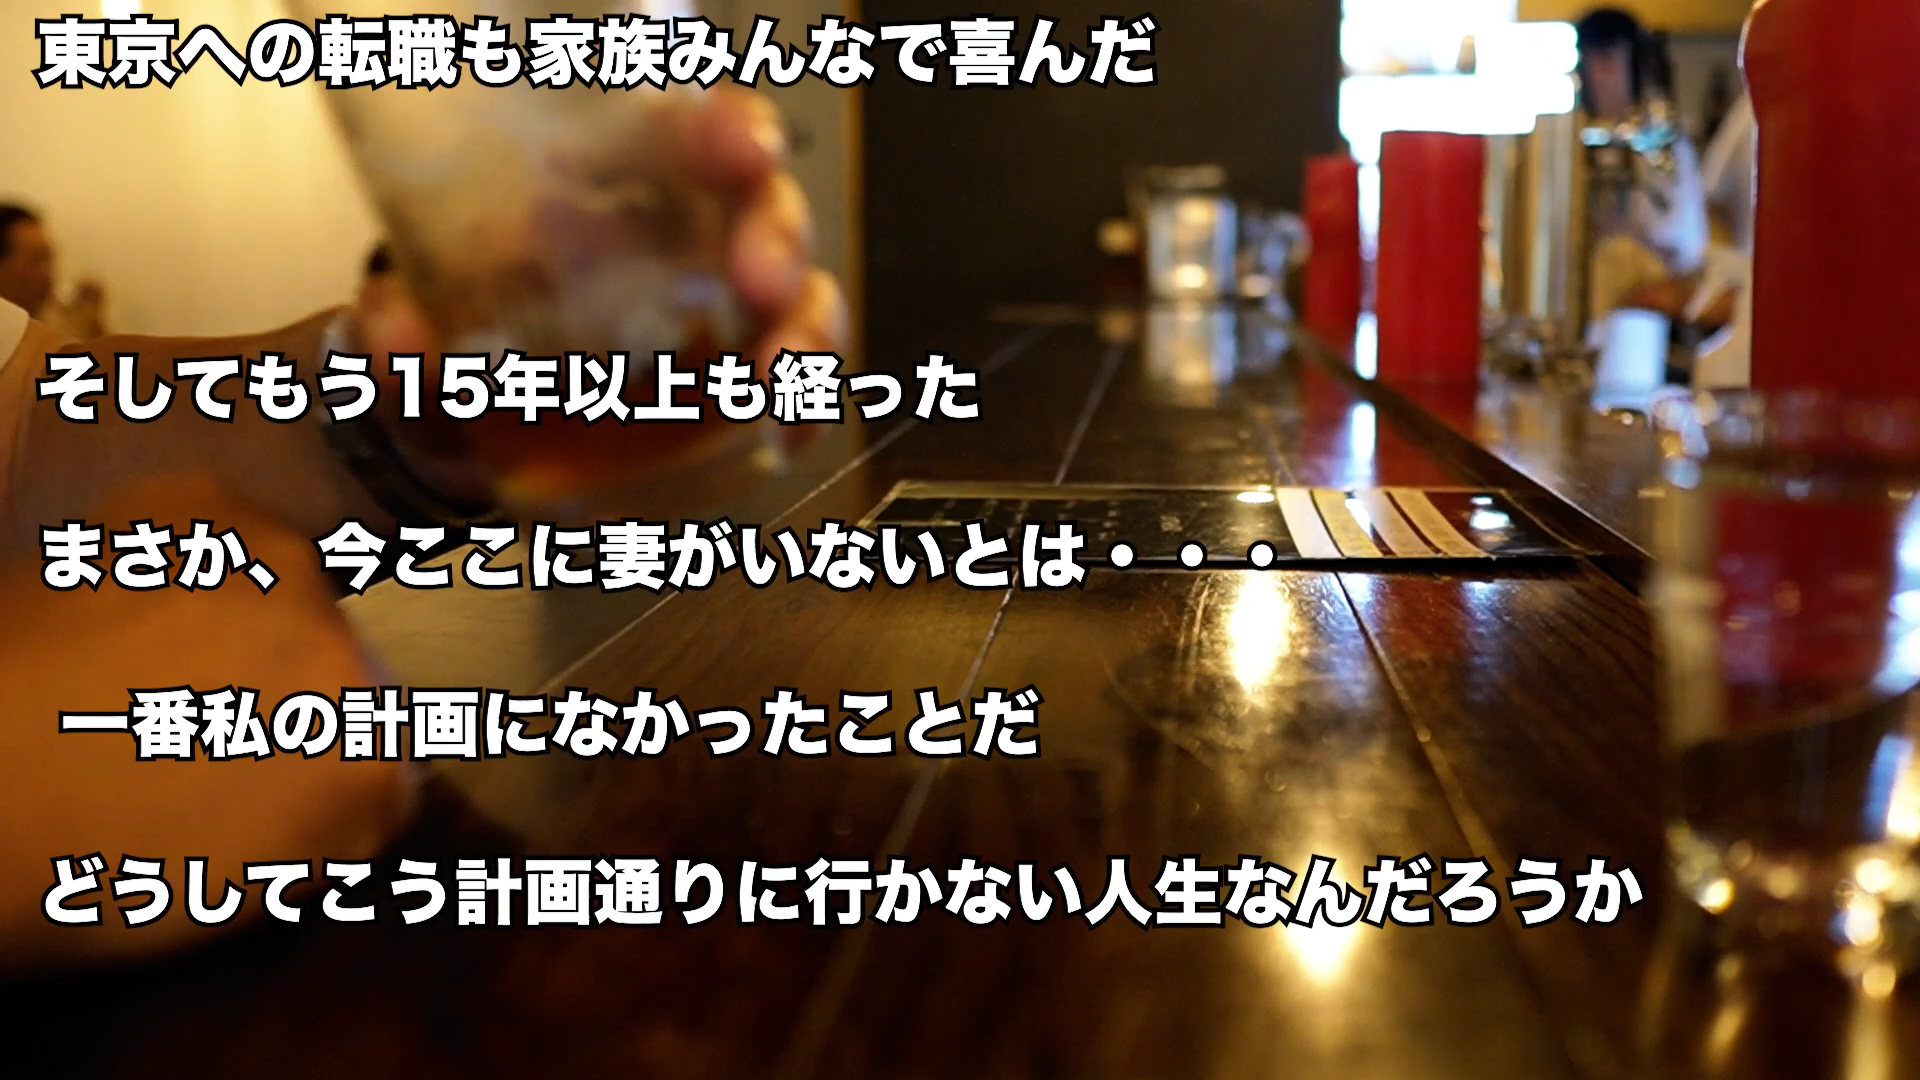 東京への転職も家族みんなで喜んだ
そしてもう15年以上も経った
まさか、今ここに妻がいないとは・・・
一番私の計画になかったことだ
どうしてこう計画通りに行かない人生なんだろうか